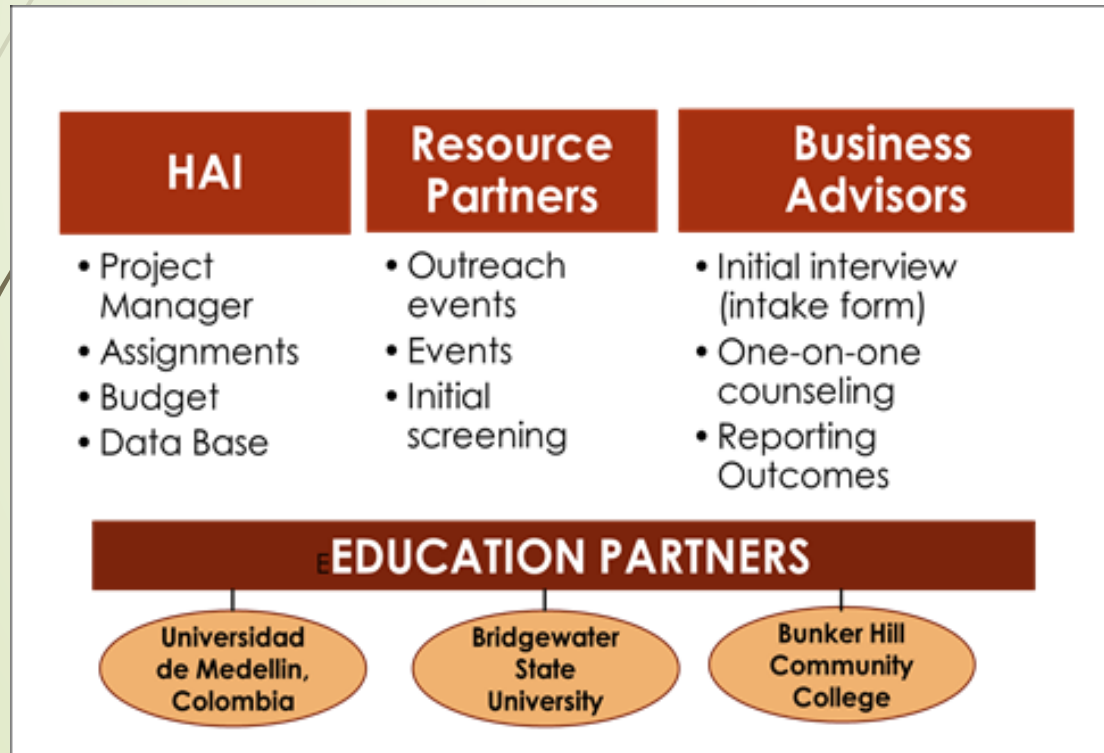 HAI
• Project
Manager
• Assignments
• Budget
• Data Base
Resource
Partners
• Outreach
events
• Events
• Initial
screening
Business
Advisors
• Initial interview
(intake form)
• One-on-one
counseling
• Reporting
Outcomes
EEDUCATION PARTNERS
Universidad
de Medellin,
Colombia
Bridgewater
State
University
Bunker Hill
Community
College